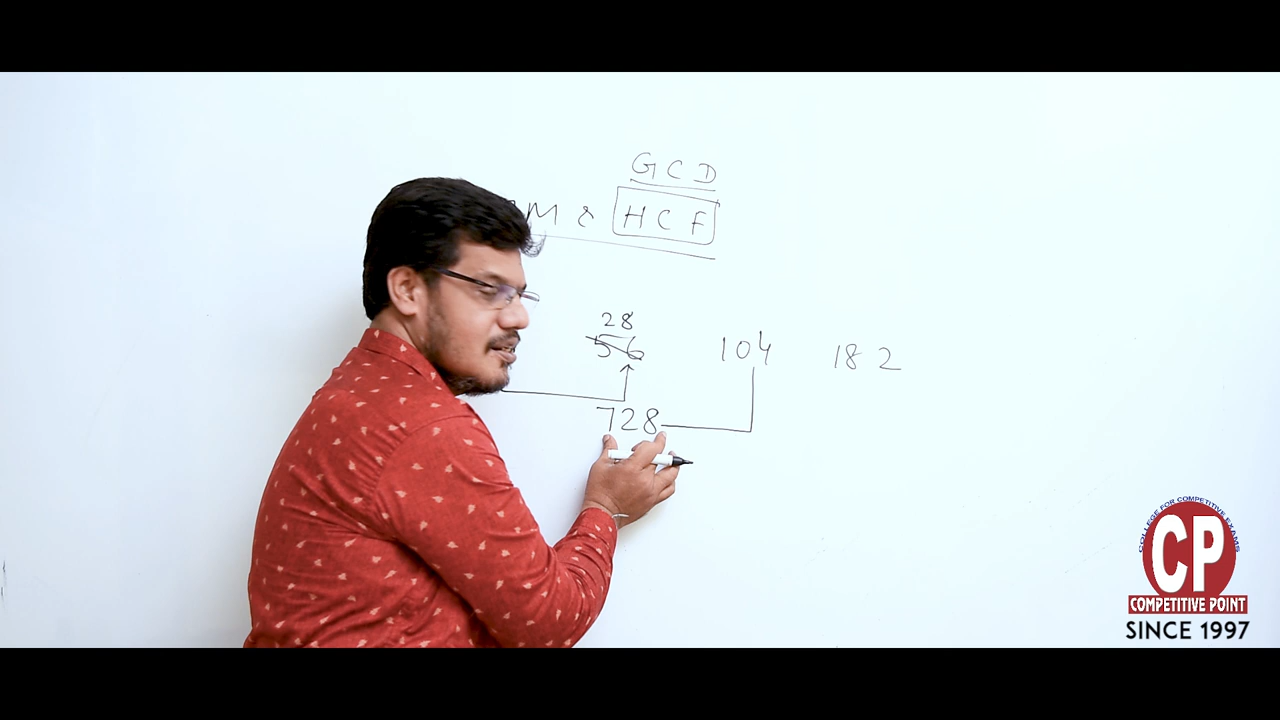 GCD
M & HCF
28
56 104 182
728
COLLEGE FOR COMPETITIVE EXAMS
CP
COMPETITIVE POINT
SINCE 1997